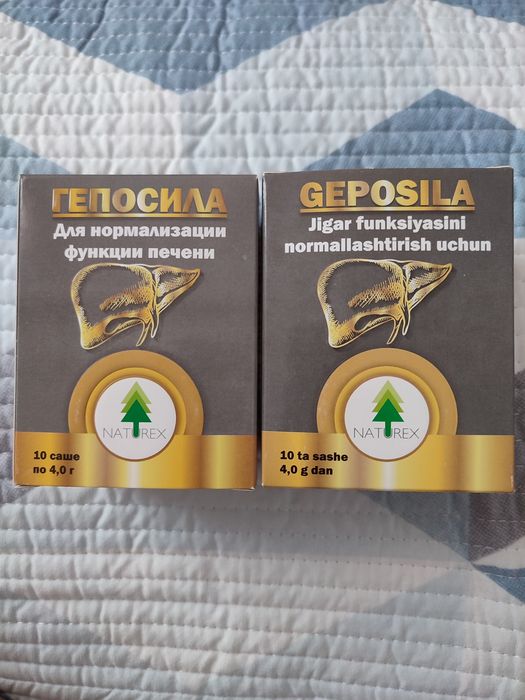 ГЕПОСИЛА
Для нормализации
функции печени
NATUREX
10 саше
по 4,0 г
GEPOSILA
Jigar funksiyasini
normallashtirish uchun
NATUREX
10 ta sashe
4,0 g dan